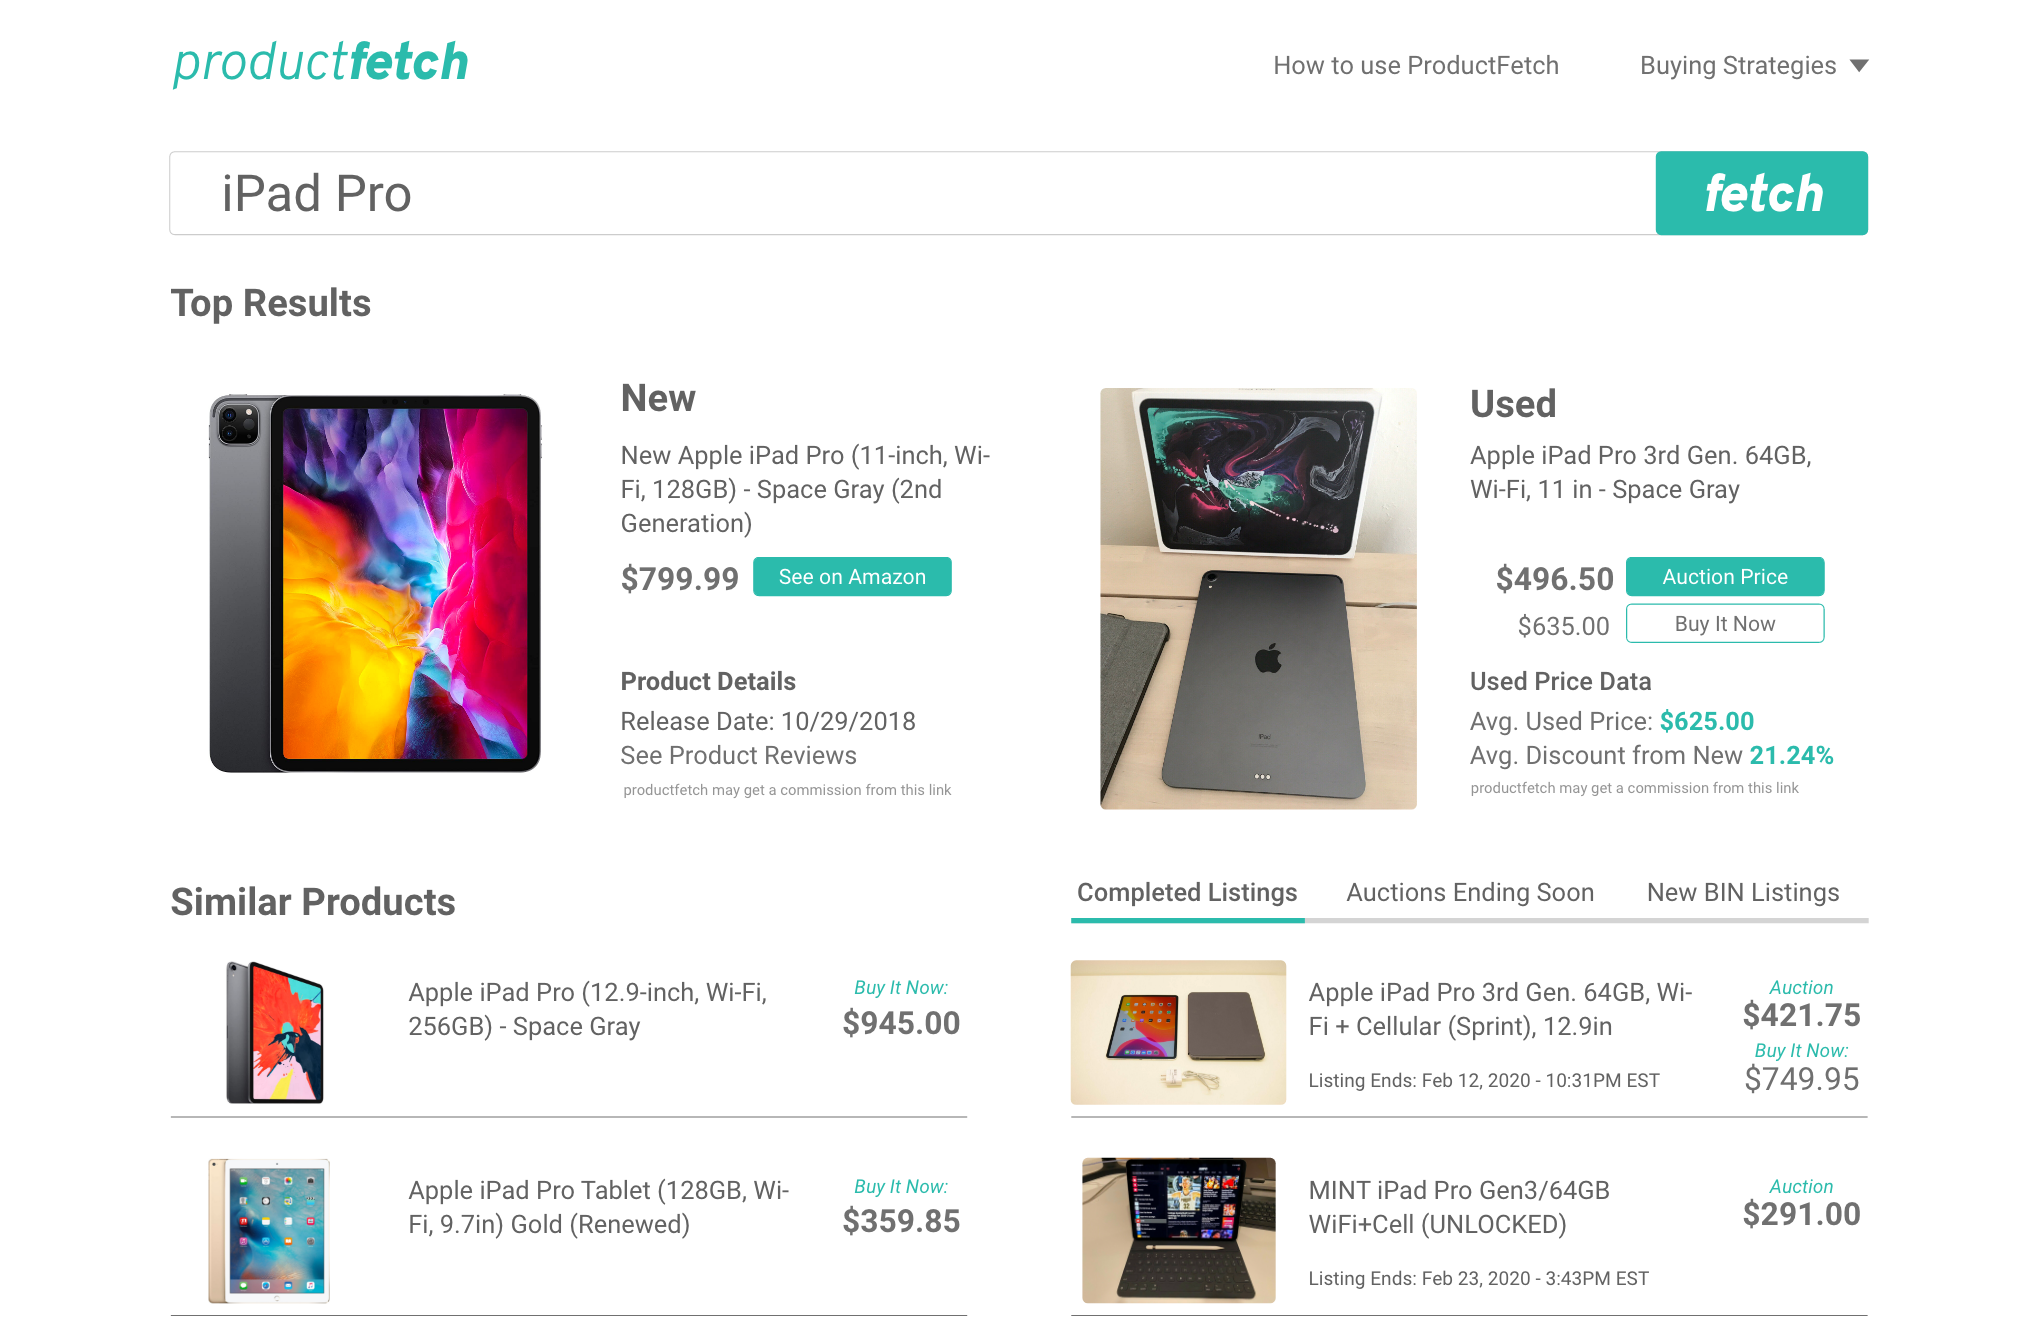 productfetch
How to use ProductFetch
Buying Strategies
iPad Pro
fetch
Top Results
New
New Apple iPad Pro (11-inch, Wi-
Fi, 128GB) - Space Gray (2nd
Generation)
$799.99
See on Amazon
Product Details
Release Date: 10/29/2018
See Product Reviews
productfetch may get a commission from this link
Used
Apple iPad Pro 3rd Gen. 64GB,
Wi-Fi, 11 in - Space Gray
$496.50
Auction Price
$635.00
Buy It Now
Used Price Data
Avg. Used Price: $625.00
Avg. Discount from New 21.24%
productfetch may get a commission from this link
iPad
Similar Products
Apple iPad Pro (12.9-inch, Wi-Fi,
256GB) - Space Gray
Buy It Now:
$945.00
Apple iPad Pro Tablet (128GB, Wi-
Fi, 9.7in) Gold (Renewed)
Buy It Now:
$359.85
Completed Listings
Auctions Ending Soon
New BIN Listings
Apple iPad Pro 3rd Gen. 64GB, Wi-
Fi + Cellular (Sprint), 12.9in
Listing Ends: Feb 12, 2020 - 10:31PM EST
Auction
$421.75
Buy It Now:
$749.95
MINT iPad Pro Gen3/64GB
WiFi+Cell (UNLOCKED)
Listing Ends: Feb 23, 2020 - 3:43PM EST
Auction
$291.00